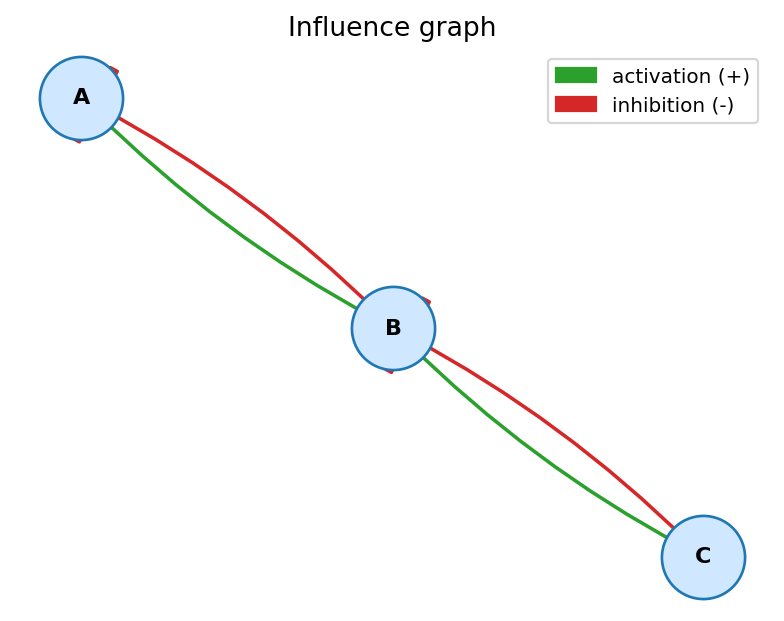 Influence graph
A
activation (+)
inhibition (-)
B
C